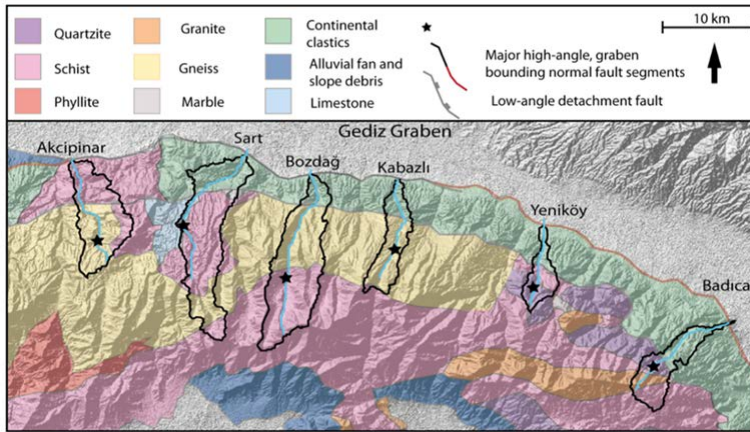 Quartzite
Schist
Phyllite
Granite
Gneiss
Marble
Continental
clastics
Alluvial fan and
slope debris
Limestone
Major high-angle, graben
bounding normal fault segments
Low-angle detachment fault
10 km
Gediz Graben
Akcipinar
Sart
Bozdağ
Kabazlı
Yeniköy
Badica